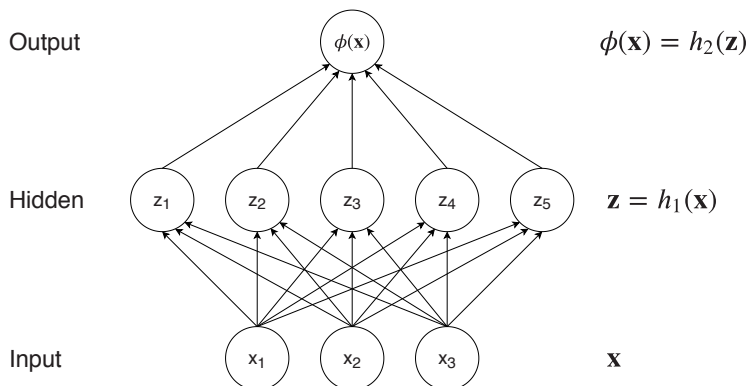 Output ϕ(x) ϕ(x) = h₂(z)
Hidden z₁ z₂ z₃ z₄ z₅ z = h₁(x)
Input x₁ x₂ x₃ x